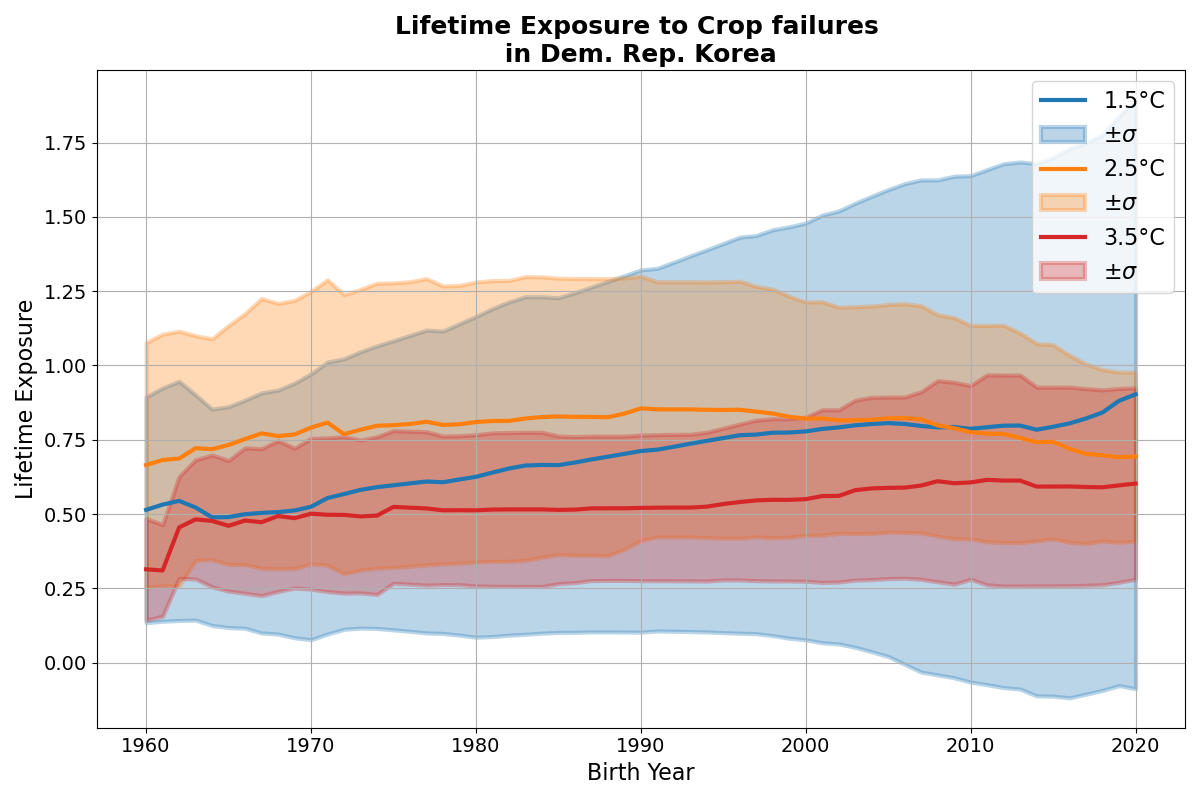 Lifetime Exposure to Crop failures
in Dem. Rep. Korea
1.5°C
±σ
2.5°C
±σ
3.5°C
±σ
1.75
1.50
1.25
1.00
0.75
0.50
0.25
0.00
Lifetime Exposure
1960 1970 1980 1990 2000 2010 2020
Birth Year